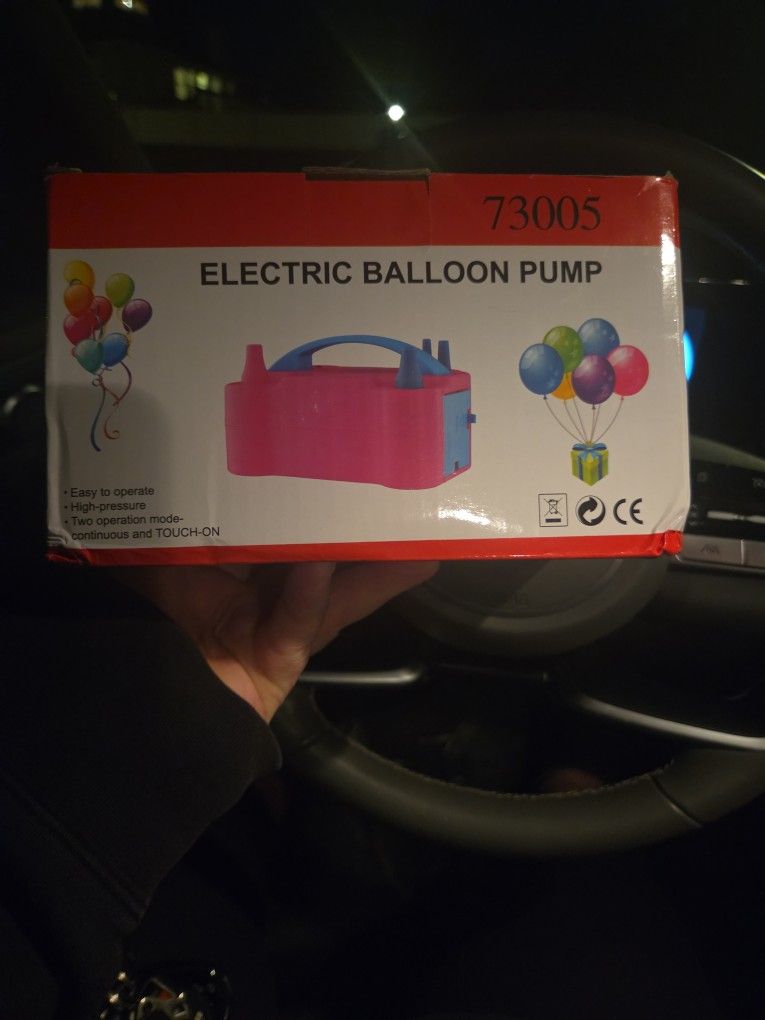 73005
ELECTRIC BALLOON PUMP
• Easy to operate
• High-pressure
• Two operation mode-
continuous and TOUCH-ON
CE